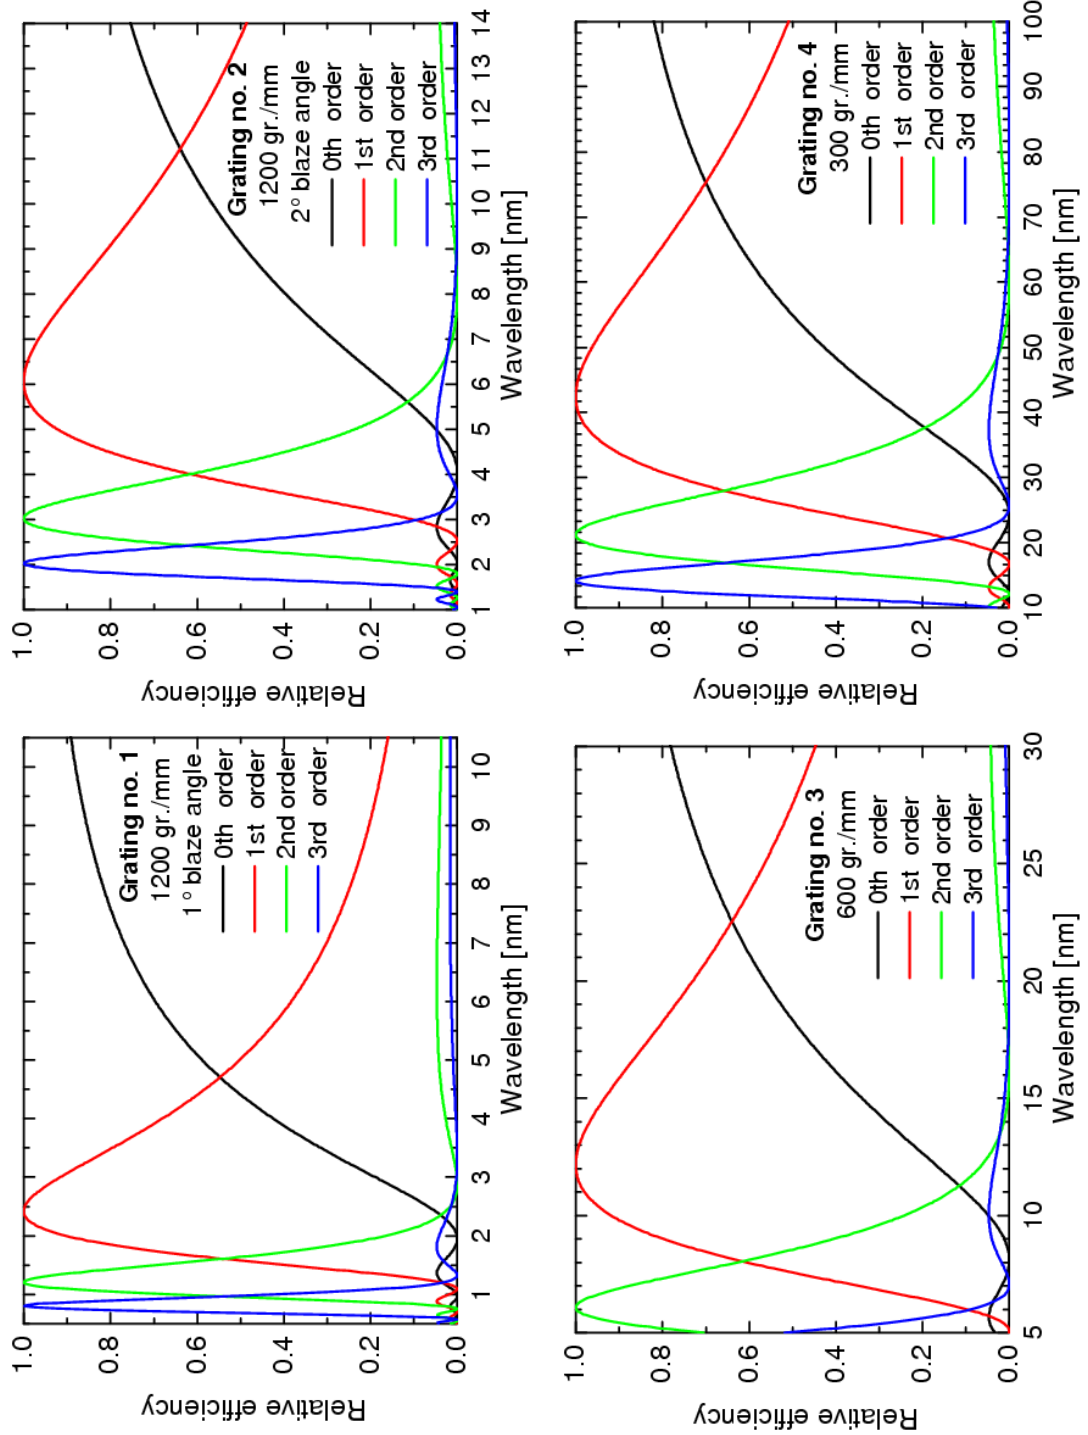 Grating no. 1
1200 gr./mm
1° blaze angle
0th order
1st order
2nd order
3rd order
1.0
0.8
0.6
0.4
0.2
0.0
Relative efficiency
1 2 3 4 5 6 7 8 9 10
Wavelength [nm]
Grating no. 2
1200 gr./mm
2° blaze angle
0th order
1st order
2nd order
3rd order
1.0
0.8
0.6
0.4
0.2
0.0
Relative efficiency
1 2 3 4 5 6 7 8 9 10 11 12 13 14
Wavelength [nm]
Grating no. 3
600 gr./mm
0th order
1st order
2nd order
3rd order
1.0
0.8
0.6
0.4
0.2
0.0
Relative efficiency
5 10 15 20 25 30
Wavelength [nm]
Grating no. 4
300 gr./mm
0th order
1st order
2nd order
3rd order
1.0
0.8
0.6
0.4
0.2
0.0
Relative efficiency
10 20 30 40 50 60 70 80 90 100
Wavelength [nm]